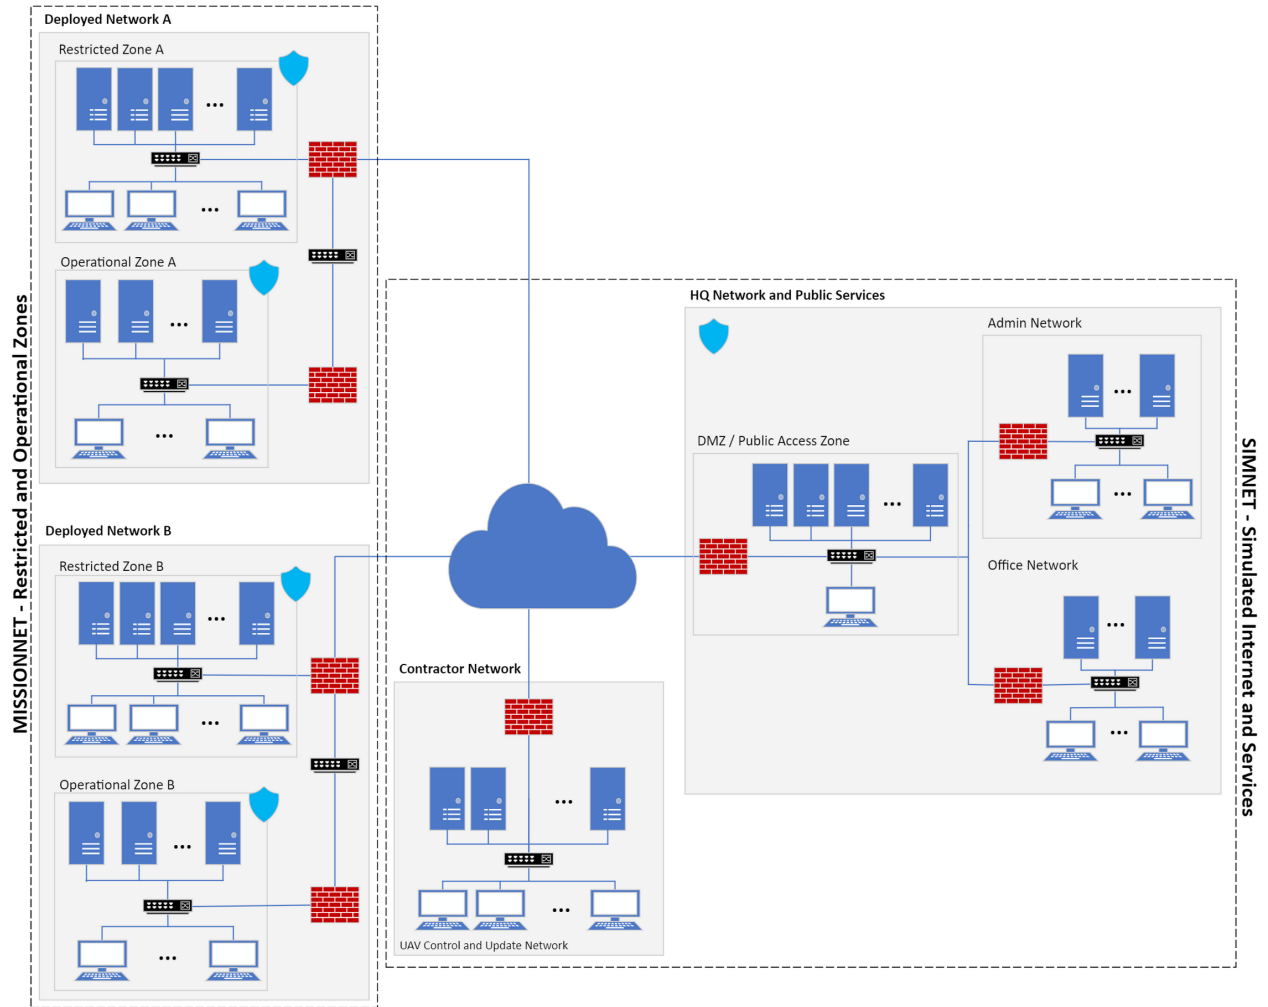 Deployed Network A
Restricted Zone A
Operational Zone A
MISSIONNET - Restricted and Operational Zones
Deployed Network B
Restricted Zone B
Operational Zone B
HQ Network and Public Services
Admin Network
DMZ / Public Access Zone
Office Network
Contractor Network
UAV Control and Update Network
SIMNET - Simulated Internet and Services